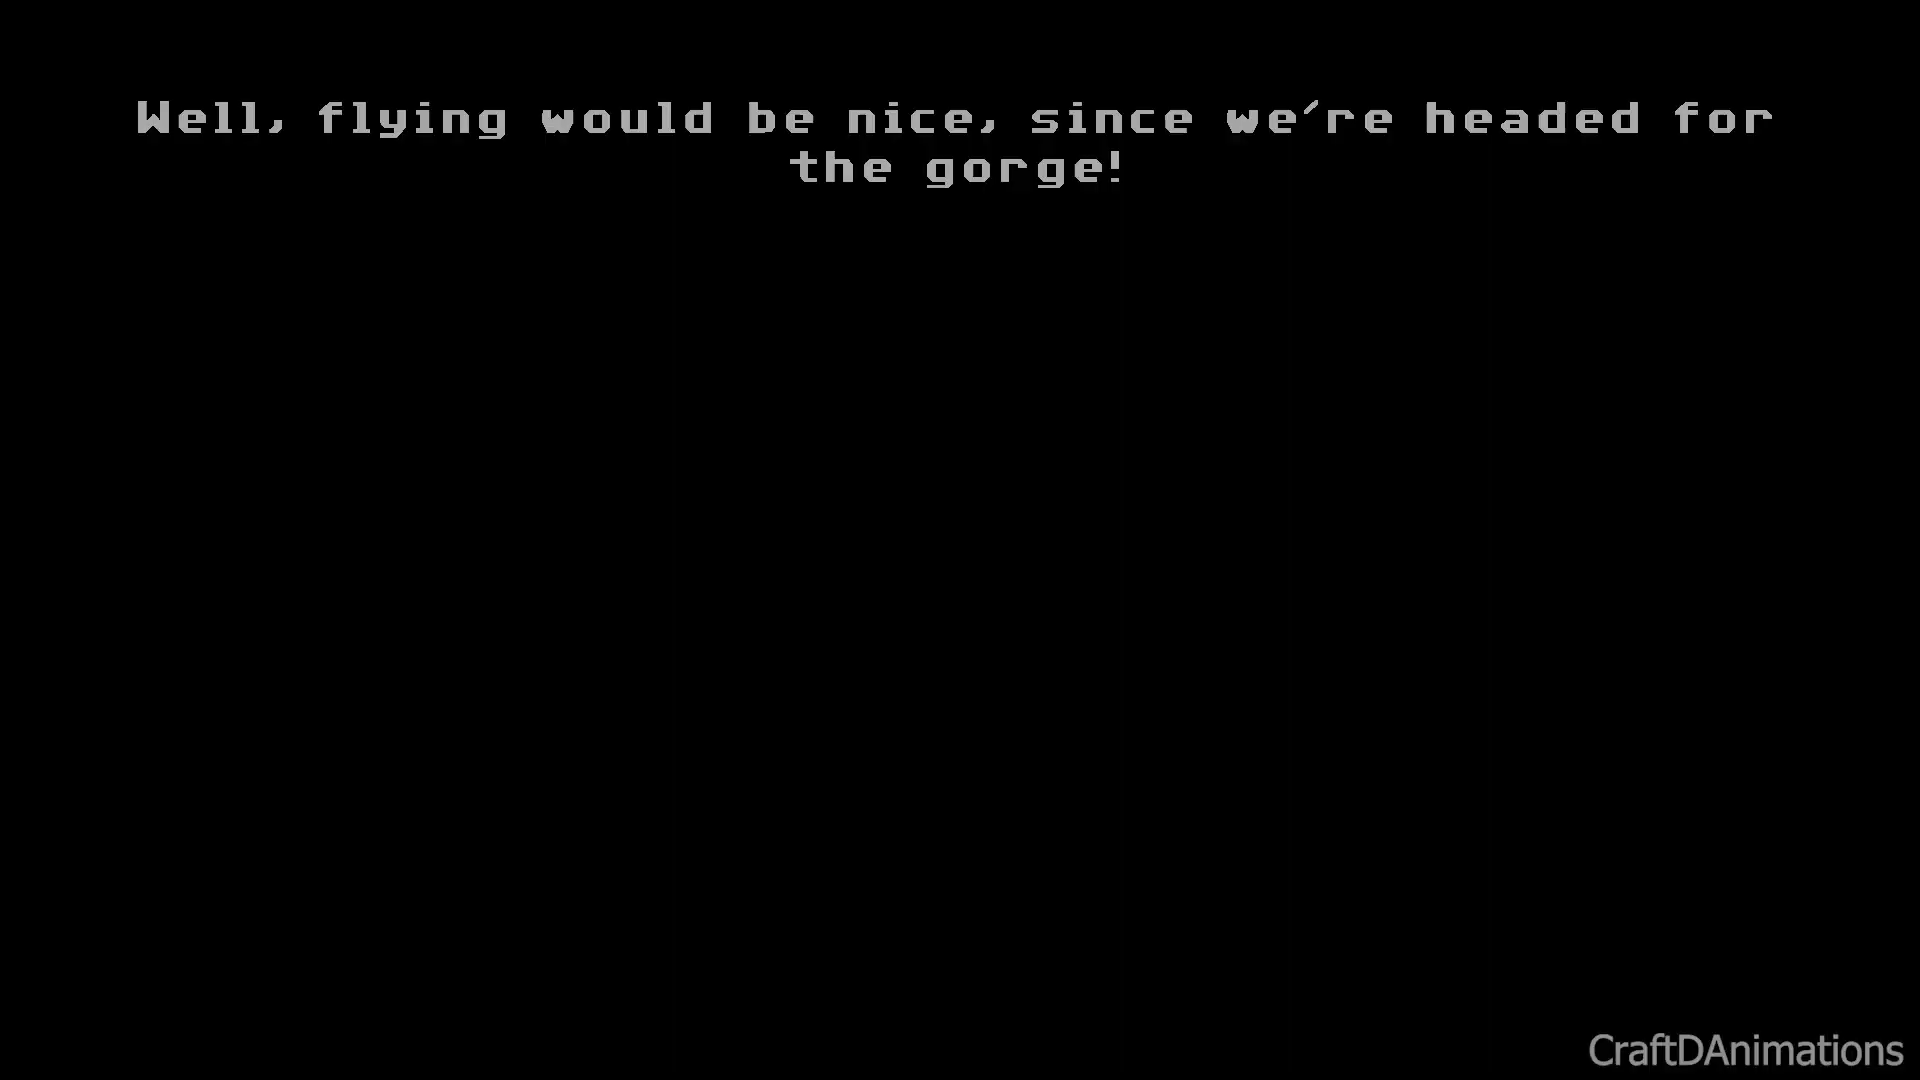 Well, flying would be nice, since we're headed for
the gorge!
CraftDAnimations